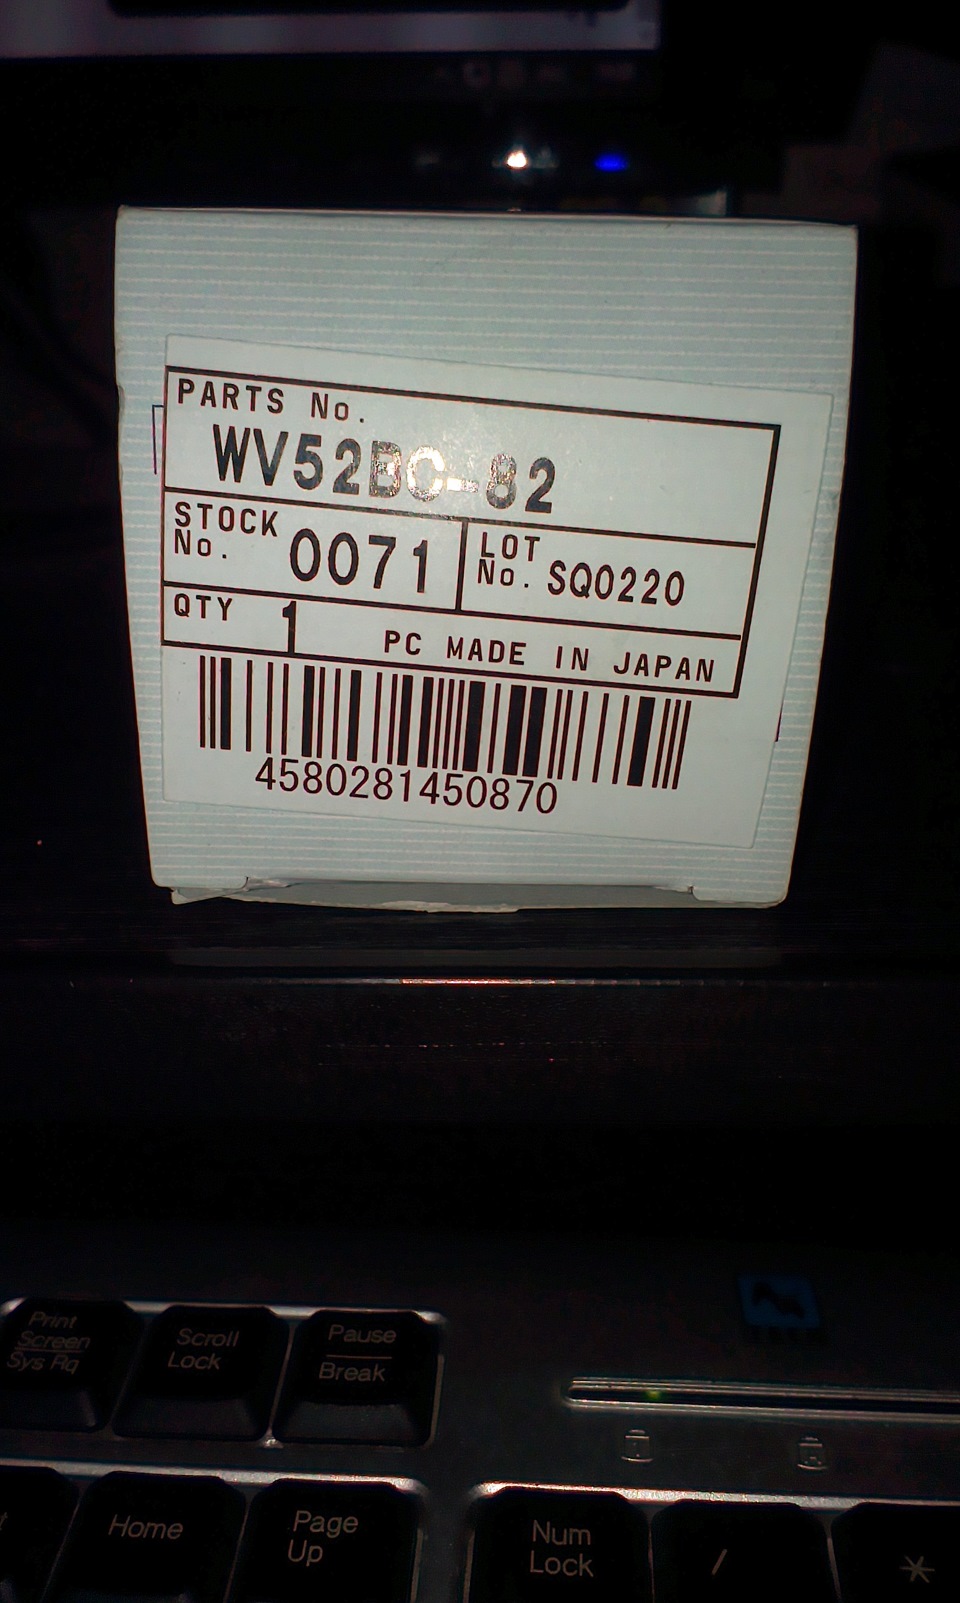 PARTS No.
WV52BC-82
STOCK No. 0071
LOT No. SQ0220
QTY 1
PC MADE IN JAPAN
4580281450870
Print Screen Sys Rq
Scroll Lock
Pause Break
Home
Page Up
Num Lock
/
*